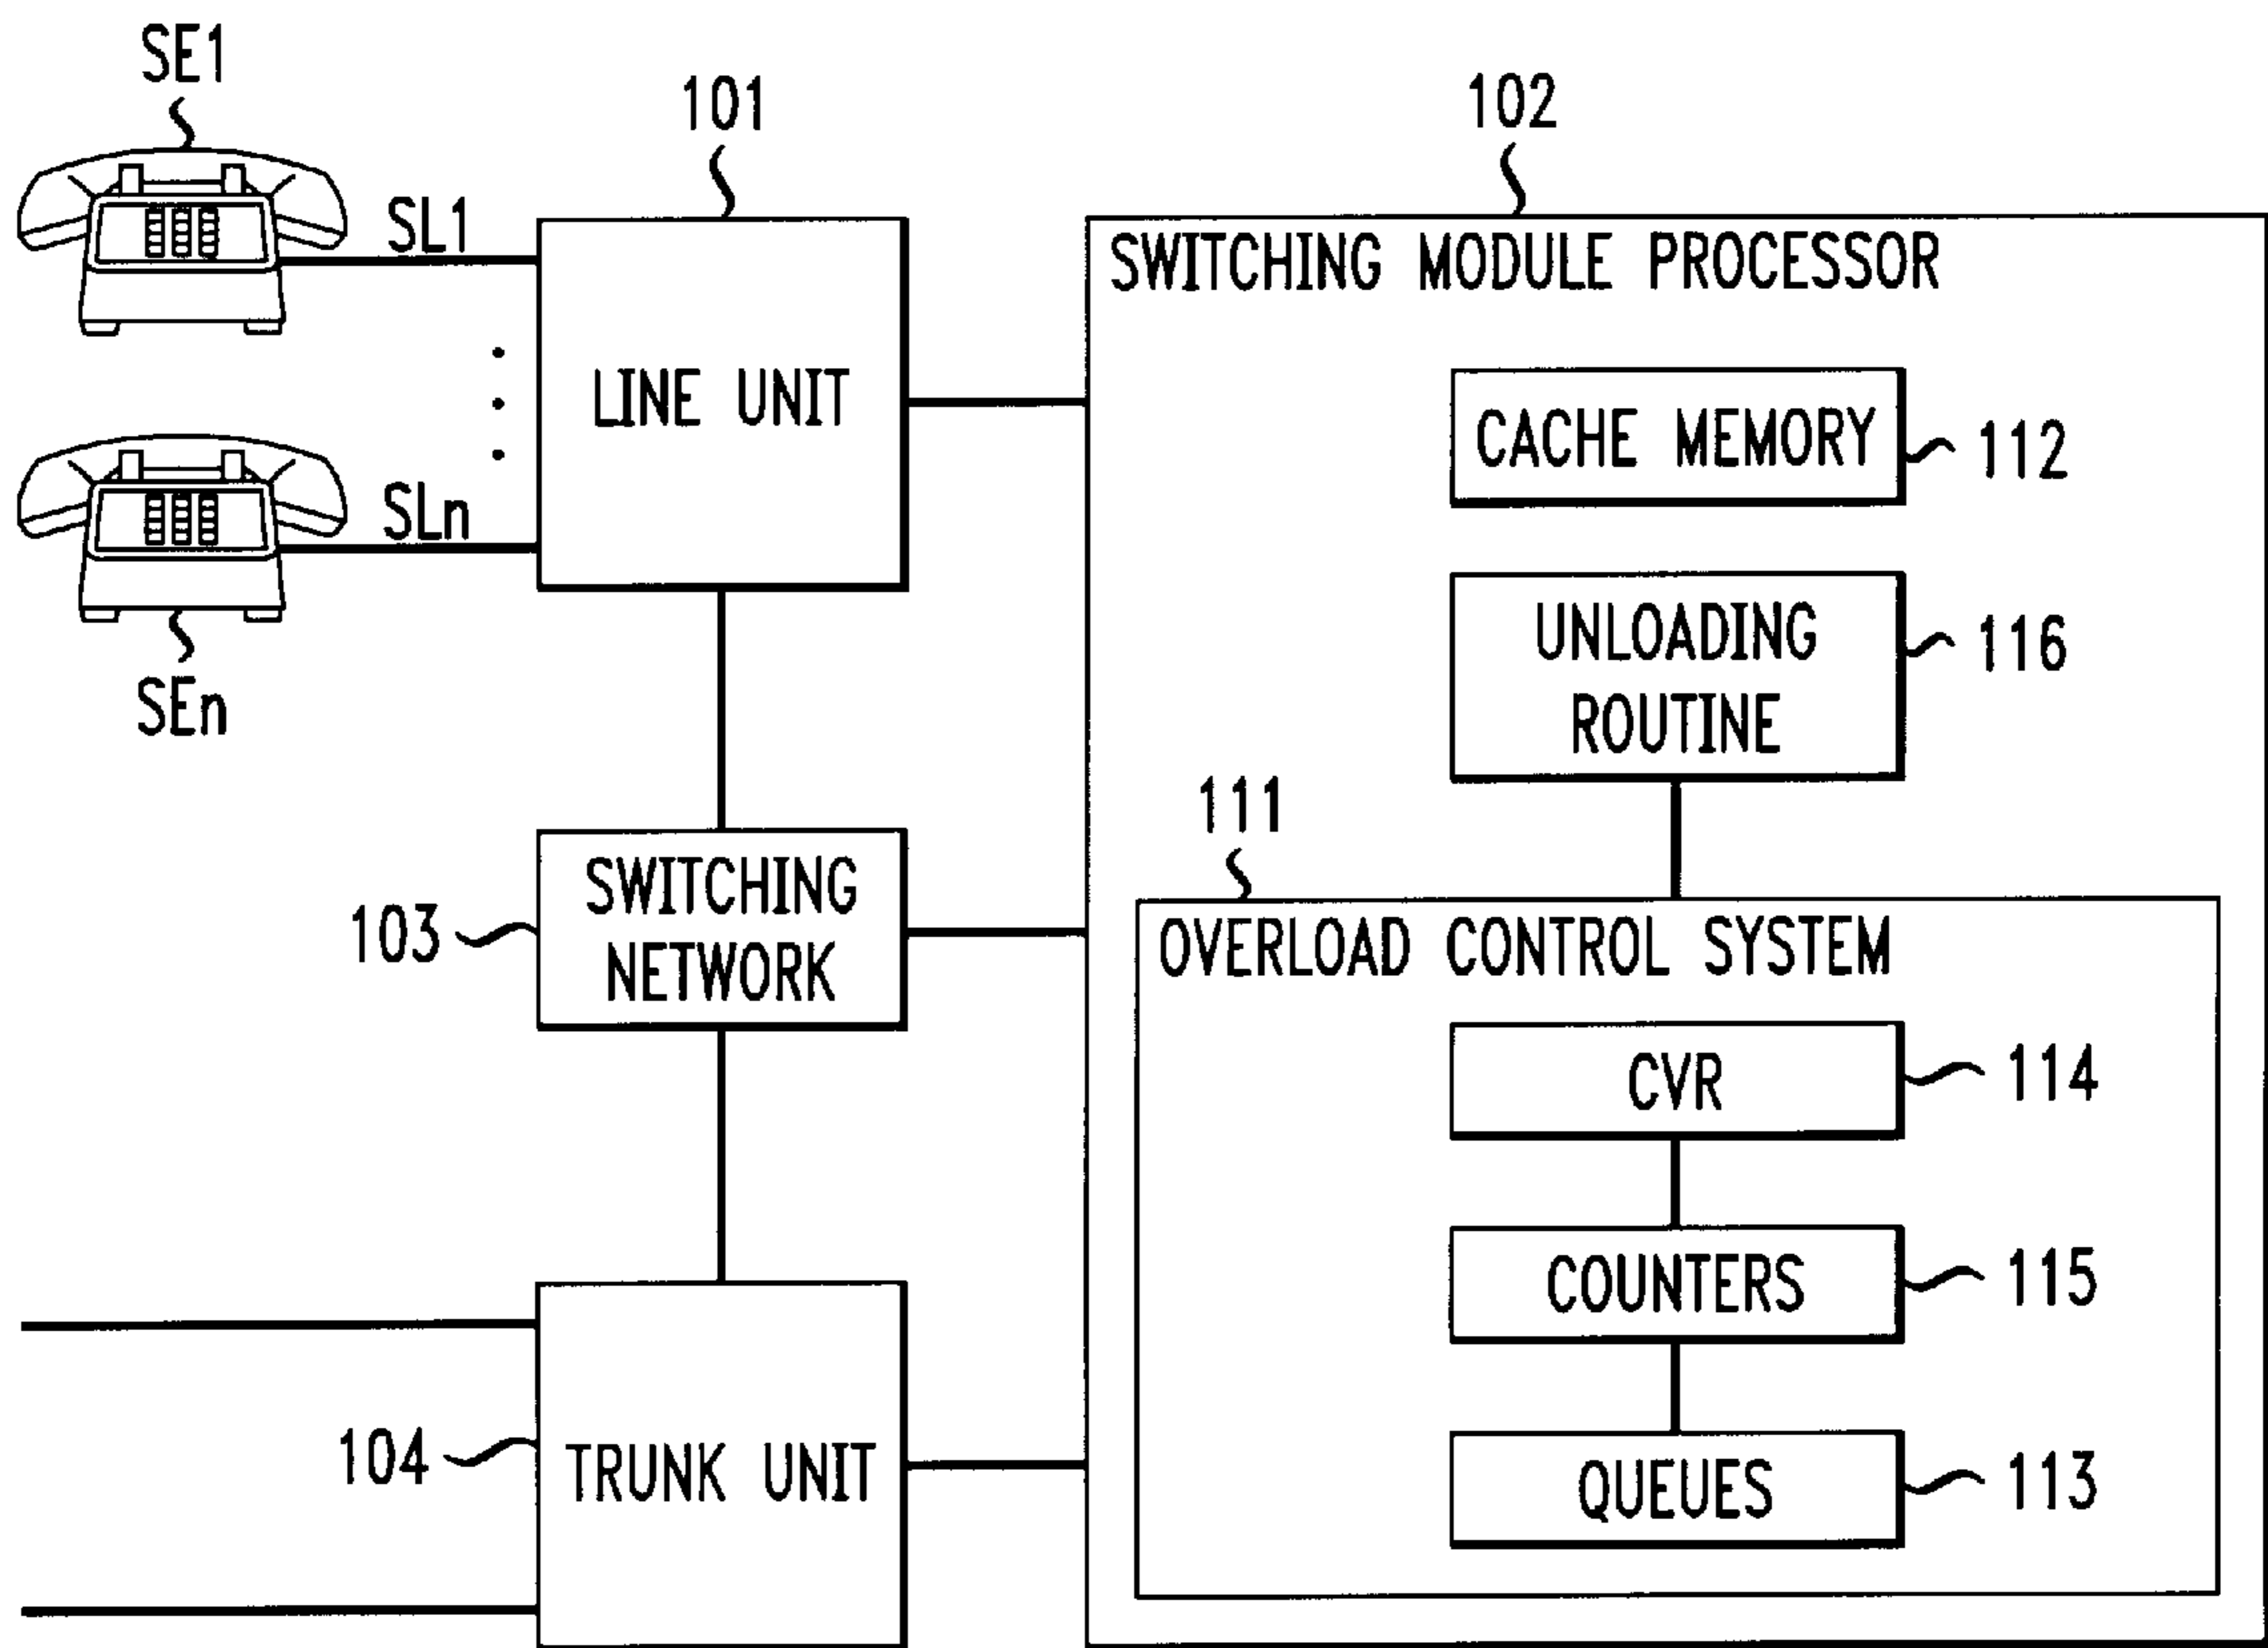 SE1
101
102
SL1
SWITCHING MODULE PROCESSOR
LINE UNIT
CACHE MEMORY
112
SLn
SEn
UNLOADING
ROUTINE
116
111
SWITCHING
NETWORK
103
OVERLOAD CONTROL SYSTEM
CVR
114
COUNTERS
115
104
TRUNK UNIT
QUEUES
113